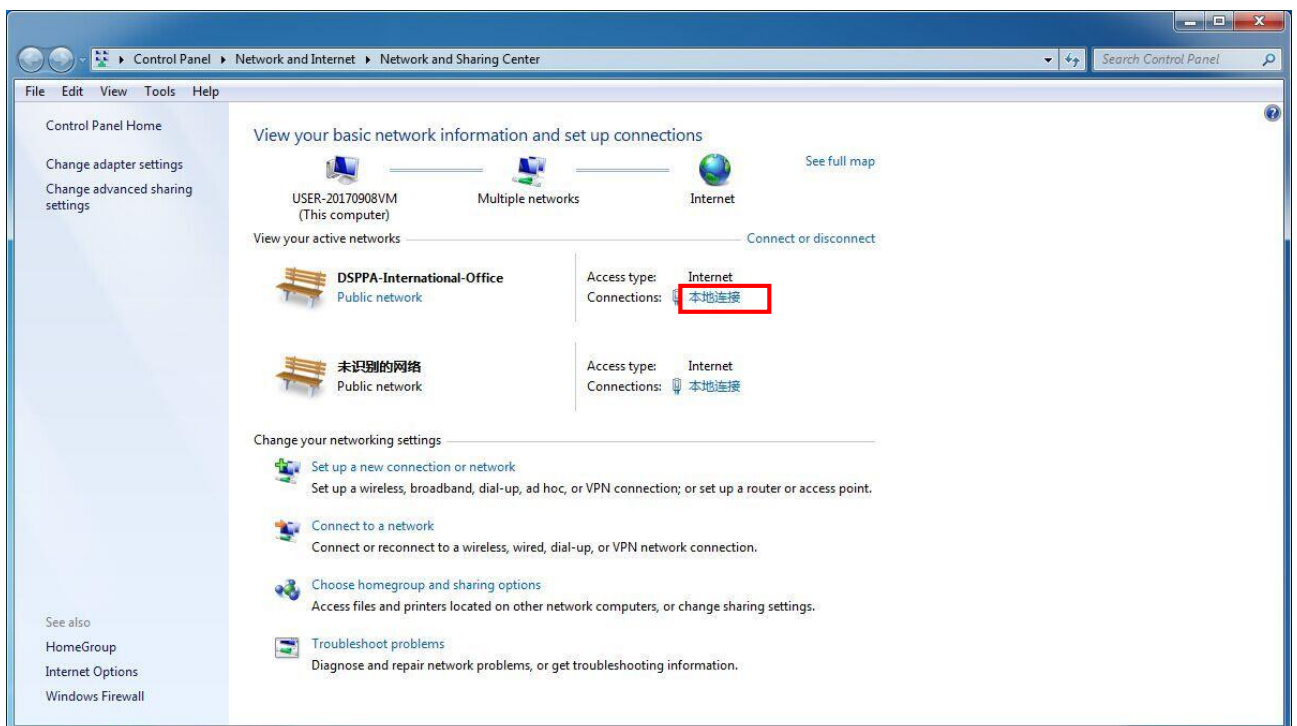 Control Panel ▸ Network and Internet ▸ Network and Sharing Center
Search Control Panel
File Edit View Tools Help
Control Panel Home
Change adapter settings
Change advanced sharing
settings
See also
HomeGroup
Internet Options
Windows Firewall
View your basic network information and set up connections
See full map
USER-20170908VM
(This computer)
Multiple networks
Internet
View your active networks
Connect or disconnect
DSPPA-International-Office
Public network
Access type: Internet
Connections: 本地连接
未识别的网络
Public network
Access type: Internet
Connections: 本地连接
Change your networking settings
Set up a new connection or network
Set up a wireless, broadband, dial-up, ad hoc, or VPN connection; or set up a router or access point.
Connect to a network
Connect or reconnect to a wireless, wired, dial-up, or VPN network connection.
Choose homegroup and sharing options
Access files and printers located on other network computers, or change sharing settings.
Troubleshoot problems
Diagnose and repair network problems, or get troubleshooting information.